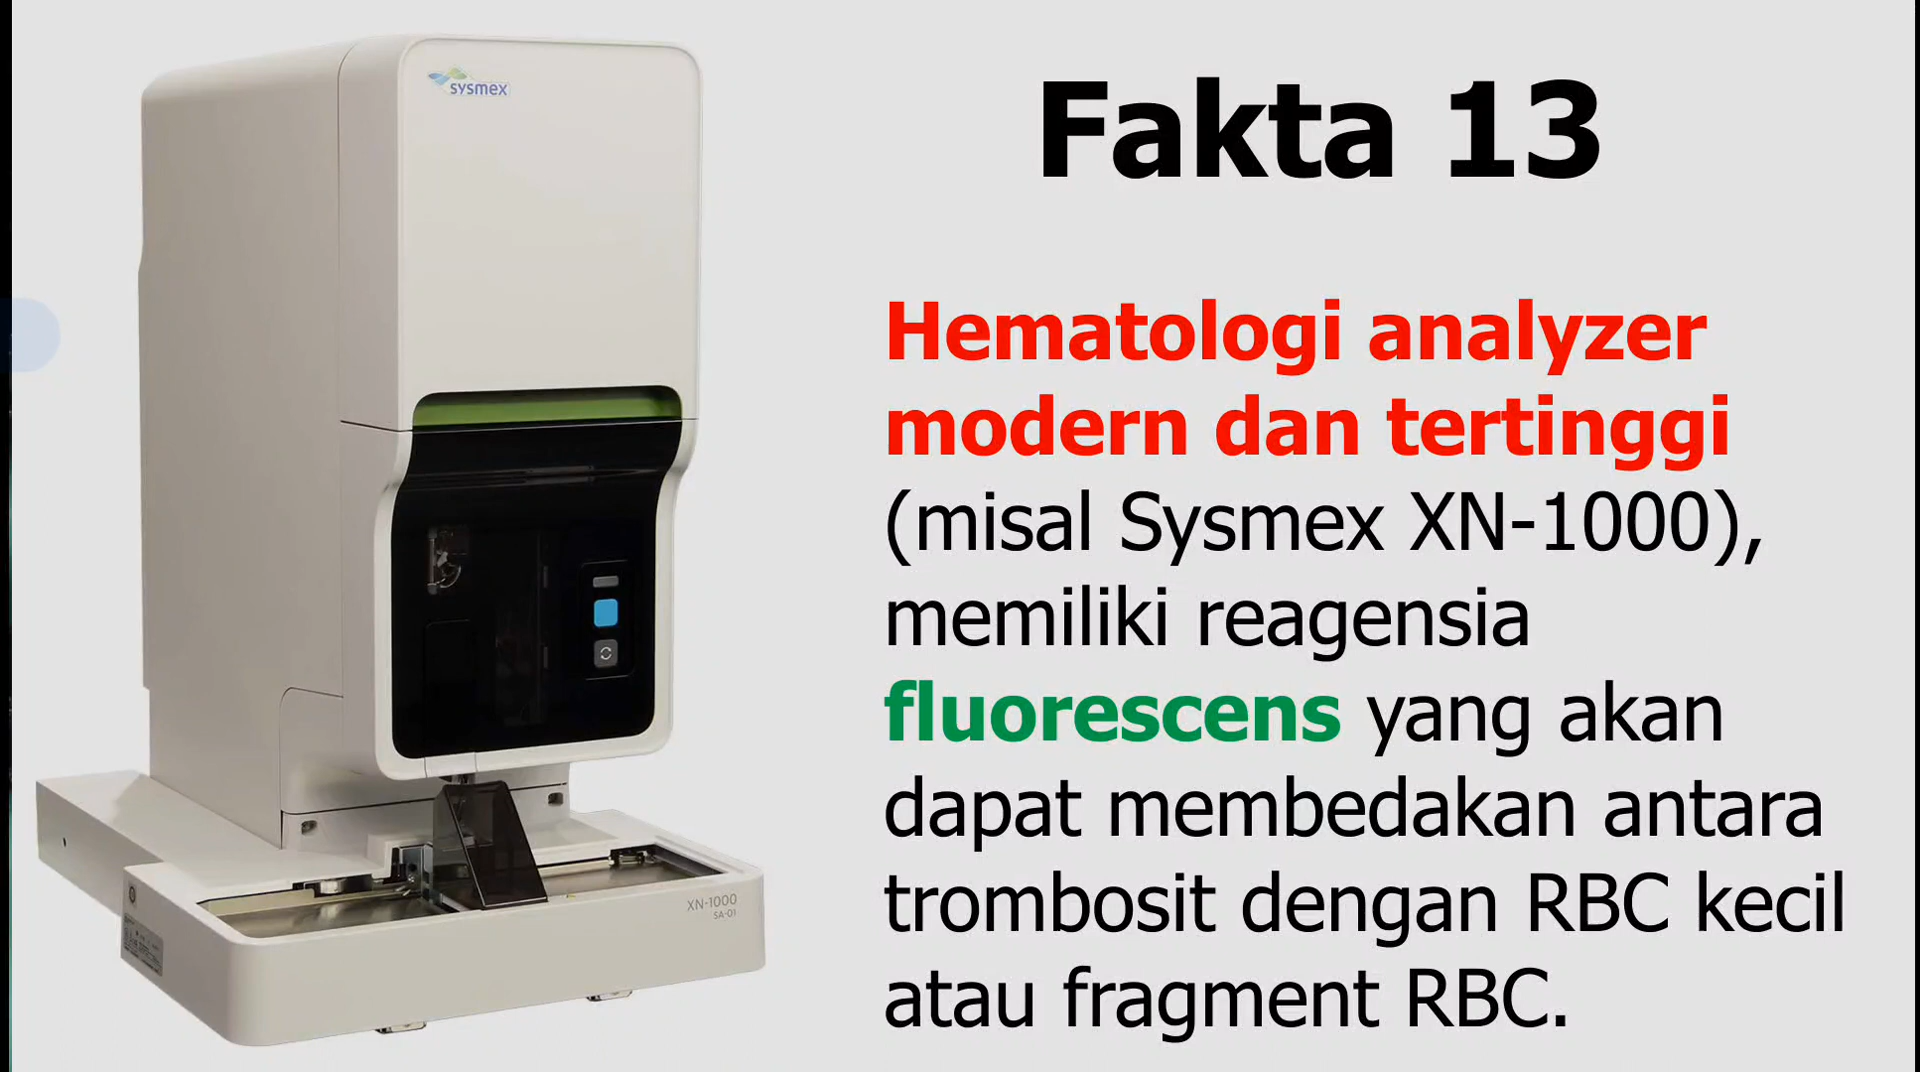 sysmex
XN-1000
SA-01
Fakta 13
Hematologi analyzer
modern dan tertinggi
(misal Sysmex XN-1000),
memiliki reagensia
fluorescens yang akan
dapat membedakan antara
trombosit dengan RBC kecil
atau fragment RBC.